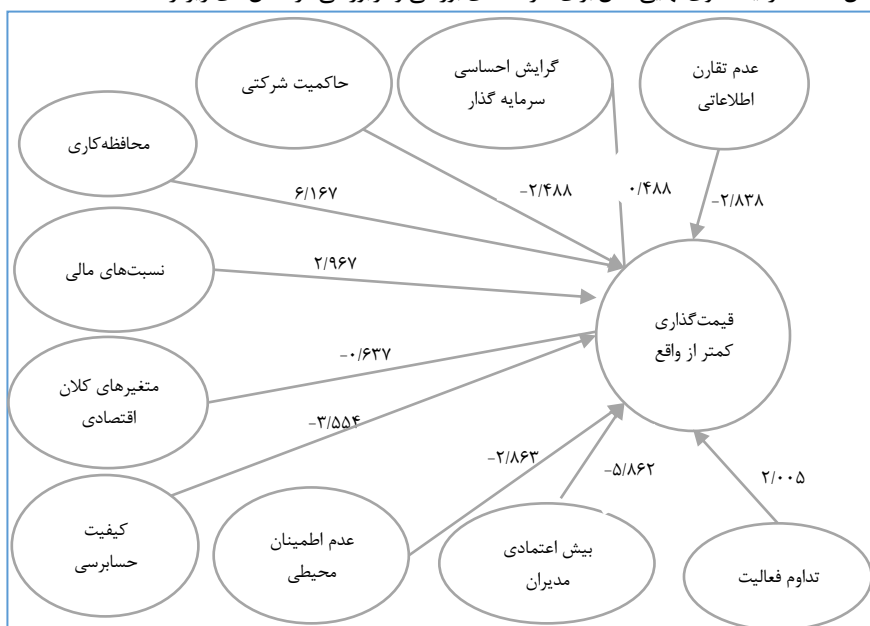 حاکمیت شرکتی
گرایش احساسی
سرمایه گذار
عدم تقارن
اطلاعاتی
محافظه‌کاری
۶/۱۶۷
-۲/۴۸۸
۰/۴۸۸
-۲/۸۳۸
نسبت‌های مالی
۲/۹۶۷
قیمت‌گذاری
کمتر از واقع
متغیرهای کلان
اقتصادی
-۰/۶۳۷
-۳/۵۵۴
-۲/۸۶۳
-۵/۸۶۲
۲/۰۰۵
کیفیت
حسابرسی
عدم اطمینان
محیطی
بیش اعتمادی
مدیران
تداوم فعالیت